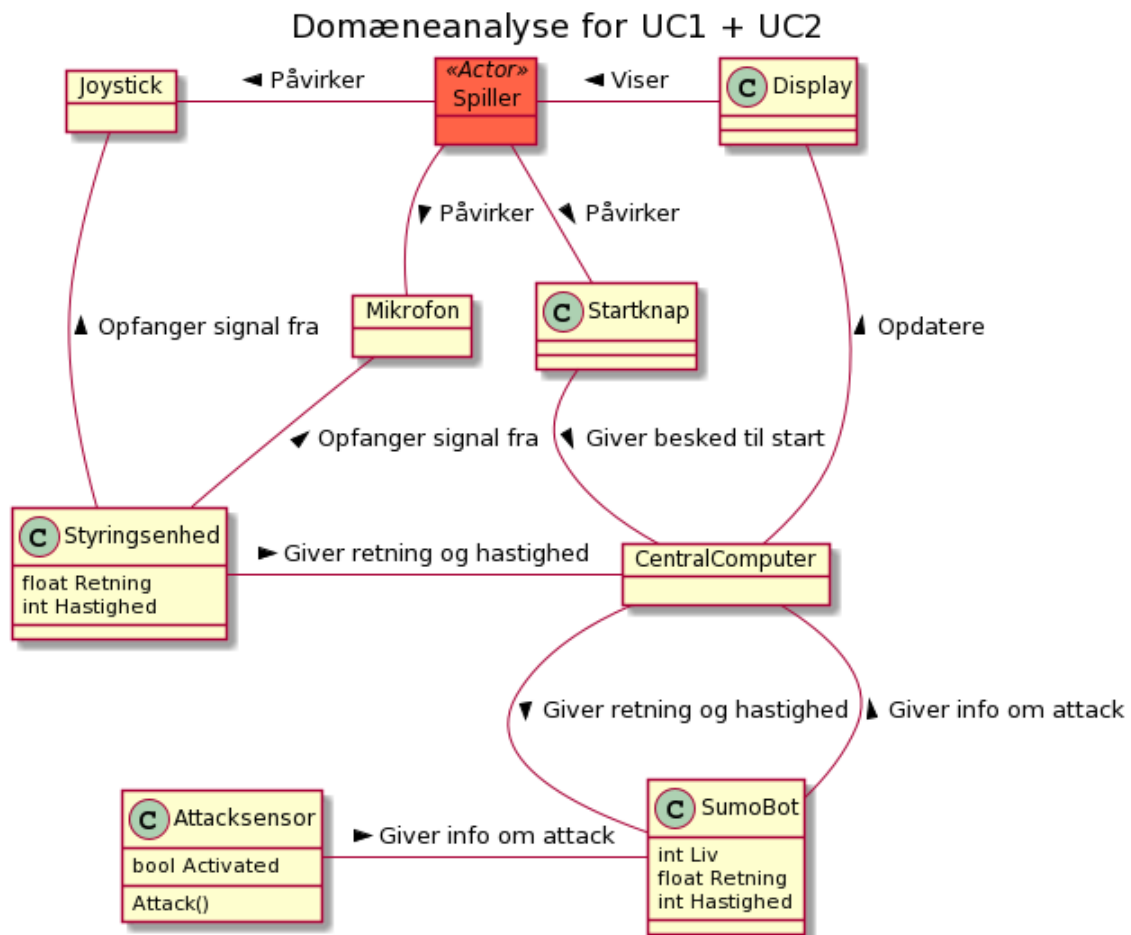 Domæneanalyse for UC1 + UC2
Joystick
Påvirker
«Actor»
Spiller
Viser
C Display
Påvirker
Påvirker
Mikrofon
C Startknap
Opfanger signal fra
Opdatere
Opfanger signal fra
Giver besked til start
C Styringsenhed
float Retning
int Hastighed
Giver retning og hastighed
CentralComputer
Giver retning og hastighed
Giver info om attack
C Attacksensor
bool Activated
Attack()
Giver info om attack
C SumoBot
int Liv
float Retning
int Hastighed